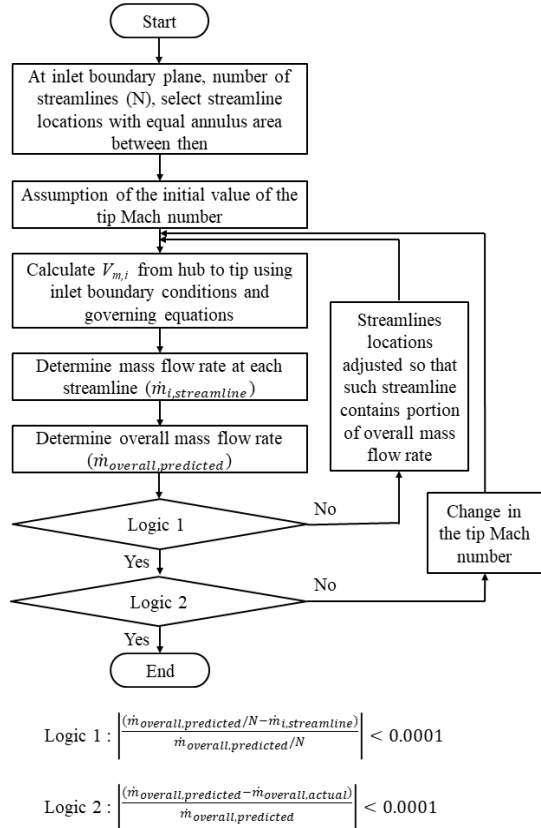 Start
At inlet boundary plane, number of
streamlines (N), select streamline
locations with equal annulus area
between then
Assumption of the initial value of the
tip Mach number
Calculate V_{m,i} from hub to tip using
inlet boundary conditions and
governing equations
Determine mass flow rate at each
streamline (ṁ_{i,streamline})
Determine overall mass flow rate
(ṁ_{overall,predicted})
Logic 1
No
Streamlines
locations
adjusted so that
such streamline
contains portion
of overall mass
flow rate
Yes
Logic 2
No
Change in
the tip Mach
number
Yes
End
Logic 1 : |(ṁ_{overall,predicted}/N−ṁ_{i,streamline}) / (ṁ_{overall,predicted}/N)| < 0.0001
Logic 2 : |(ṁ_{overall,predicted}−ṁ_{overall,actual}) / ṁ_{overall,predicted}| < 0.0001